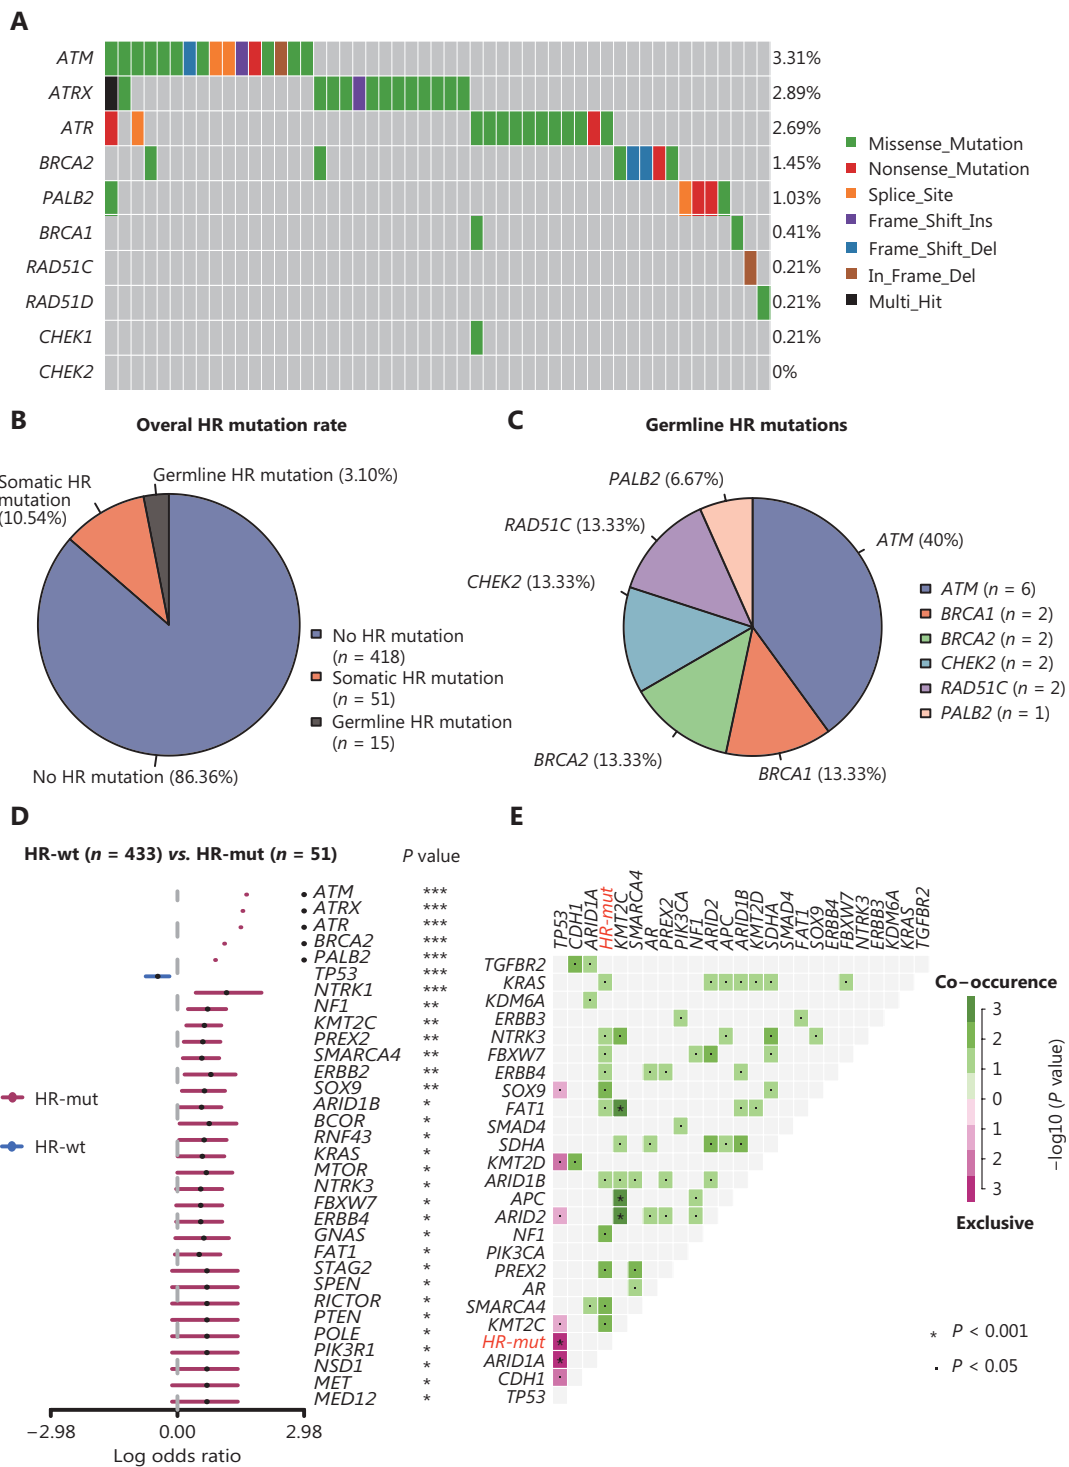 A
ATM 3.31%
ATRX 2.89%
ATR 2.69%
BRCA2 1.45%
PALB2 1.03%
BRCA1 0.41%
RAD51C 0.21%
RAD51D 0.21%
CHEK1 0.21%
CHEK2 0%
Missense_Mutation
Nonsense_Mutation
Splice_Site
Frame_Shift_Ins
Frame_Shift_Del
In_Frame_Del
Multi_Hit
B
Overal HR mutation rate
Germline HR mutation (3.10%)
Somatic HR
mutation
(10.54%)
No HR mutation
(n = 418)
Somatic HR mutation
(n = 51)
Germline HR mutation
(n = 15)
No HR mutation (86.36%)
C
Germline HR mutations
PALB2 (6.67%)
RAD51C (13.33%)
ATM (40%)
CHEK2 (13.33%)
BRCA2 (13.33%)
BRCA1 (13.33%)
ATM (n = 6)
BRCA1 (n = 2)
BRCA2 (n = 2)
CHEK2 (n = 2)
RAD51C (n = 2)
PALB2 (n = 1)
D
HR-wt (n = 433) vs. HR-mut (n = 51) P value
ATM ***
ATRX ***
ATR ***
BRCA2 ***
PALB2 ***
TP53 ***
NTRK1 ***
NF1 **
KMT2C **
PREX2 **
SMARCA4 **
ERBB2 **
SOX9 **
ARID1B *
BCOR *
RNF43 *
KRAS *
MTOR *
NTRK3 *
FBXW7 *
ERBB4 *
GNAS *
FAT1 *
STAG2 *
SPEN *
RICTOR *
PTEN *
POLE *
PIK3R1 *
NSD1 *
MET *
MED12 *
HR-mut
HR-wt
−2.98 0.00 2.98
Log odds ratio
E
TP53
CDH1
ARID1A
HR-mut
KMT2C
SMARCA4
AR
PREX2
PIK3CA
NF1
ARID2
APC
ARID1B
KMT2D
SDHA
SMAD4
FAT1
SOX9
ERBB4
FBXW7
NTRK3
ERBB3
KDM6A
KRAS
TGFBR2
TGFBR2
KRAS
KDM6A
ERBB3
NTRK3
FBXW7
ERBB4
SOX9
FAT1
SMAD4
SDHA
KMT2D
ARID1B
APC
ARID2
NF1
PIK3CA
PREX2
AR
SMARCA4
KMT2C
HR-mut
ARID1A
CDH1
TP53
Co-occurence
3
2
1
0
1
2
3
−log10 (P value)
Exclusive
* P < 0.001
· P < 0.05